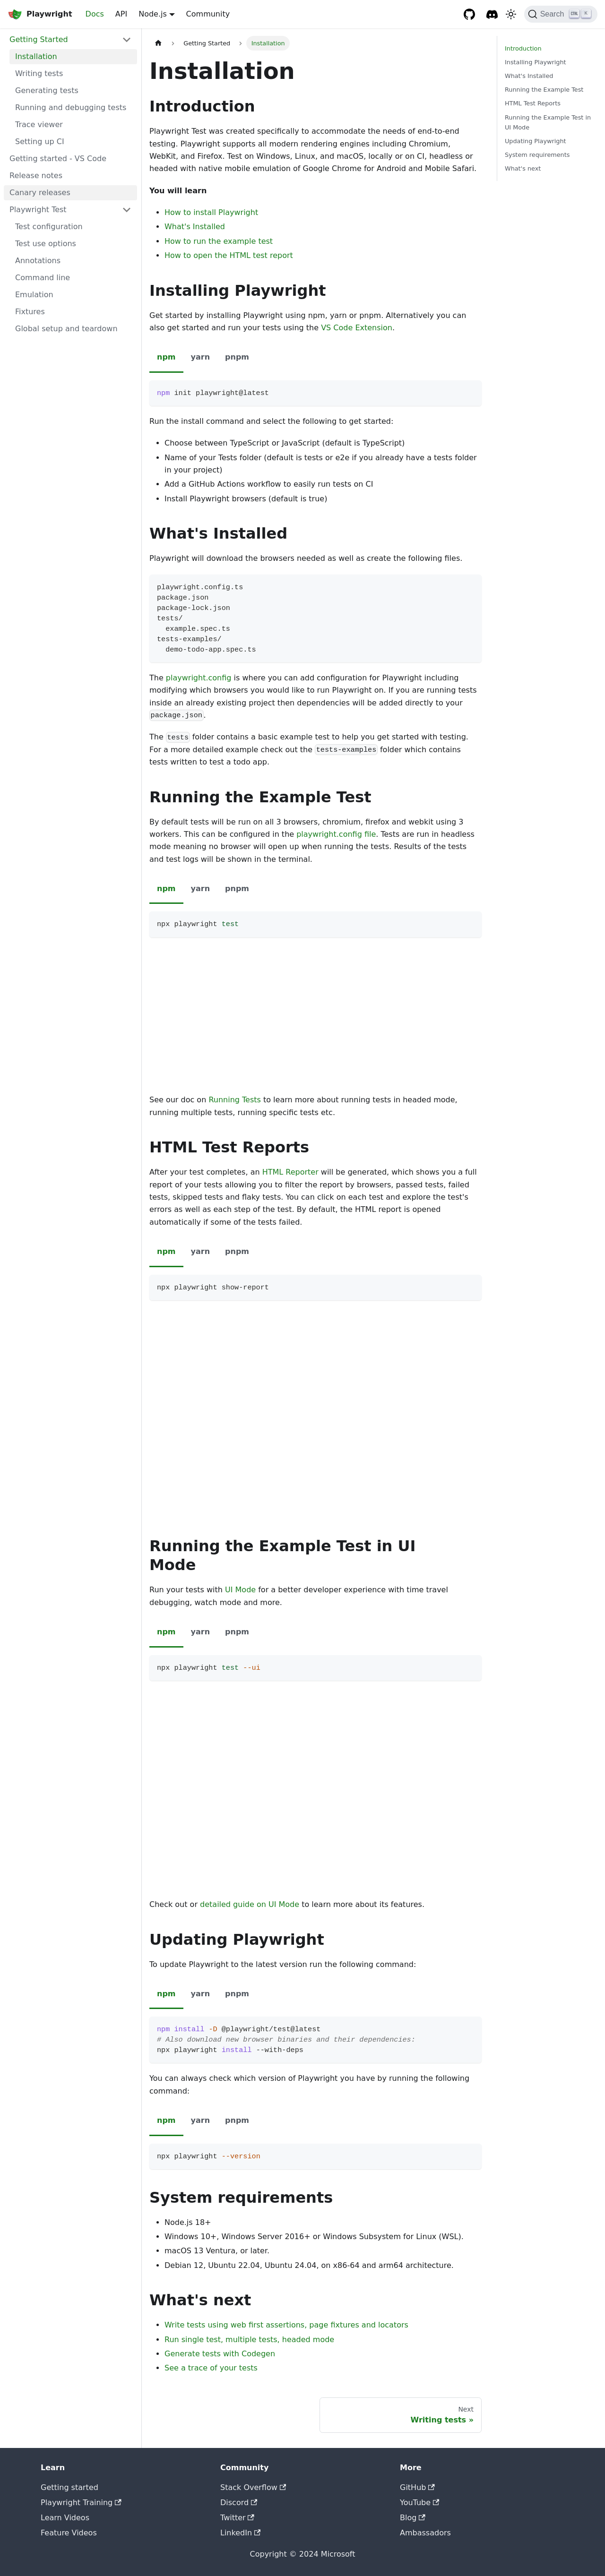 Playwright Docs API Node.js Community Search Ctrl K
Getting Started
Installation
Writing tests
Generating tests
Running and debugging tests
Trace viewer
Setting up CI
Getting started - VS Code
Release notes
Canary releases
Playwright Test
Test configuration
Test use options
Annotations
Command line
Emulation
Fixtures
Global setup and teardown
Getting Started Installation
Installation
Introduction
Playwright Test was created specifically to accommodate the needs of end-to-end
testing. Playwright supports all modern rendering engines including Chromium,
WebKit, and Firefox. Test on Windows, Linux, and macOS, locally or on CI, headless or
headed with native mobile emulation of Google Chrome for Android and Mobile Safari.
You will learn
• How to install Playwright
• What's Installed
• How to run the example test
• How to open the HTML test report
Installing Playwright
Get started by installing Playwright using npm, yarn or pnpm. Alternatively you can
also get started and run your tests using the VS Code Extension.
npm yarn pnpm
npm init playwright@latest
Run the install command and select the following to get started:
• Choose between TypeScript or JavaScript (default is TypeScript)
• Name of your Tests folder (default is tests or e2e if you already have a tests folder
in your project)
• Add a GitHub Actions workflow to easily run tests on CI
• Install Playwright browsers (default is true)
What's Installed
Playwright will download the browsers needed as well as create the following files.
playwright.config.ts
package.json
package-lock.json
tests/
example.spec.ts
tests-examples/
demo-todo-app.spec.ts
The playwright.config is where you can add configuration for Playwright including
modifying which browsers you would like to run Playwright on. If you are running tests
inside an already existing project then dependencies will be added directly to your
package.json.
The tests folder contains a basic example test to help you get started with testing.
For a more detailed example check out the tests-examples folder which contains
tests written to test a todo app.
Running the Example Test
By default tests will be run on all 3 browsers, chromium, firefox and webkit using 3
workers. This can be configured in the playwright.config file. Tests are run in headless
mode meaning no browser will open up when running the tests. Results of the tests
and test logs will be shown in the terminal.
npm yarn pnpm
npx playwright test
See our doc on Running Tests to learn more about running tests in headed mode,
running multiple tests, running specific tests etc.
HTML Test Reports
After your test completes, an HTML Reporter will be generated, which shows you a full
report of your tests allowing you to filter the report by browsers, passed tests, failed
tests, skipped tests and flaky tests. You can click on each test and explore the test's
errors as well as each step of the test. By default, the HTML report is opened
automatically if some of the tests failed.
npm yarn pnpm
npx playwright show-report
Running the Example Test in UI
Mode
Run your tests with UI Mode for a better developer experience with time travel
debugging, watch mode and more.
npm yarn pnpm
npx playwright test --ui
Check out or detailed guide on UI Mode to learn more about its features.
Updating Playwright
To update Playwright to the latest version run the following command:
npm yarn pnpm
npm install -D @playwright/test@latest
# Also download new browser binaries and their dependencies:
npx playwright install --with-deps
You can always check which version of Playwright you have by running the following
command:
npm yarn pnpm
npx playwright --version
System requirements
• Node.js 18+
• Windows 10+, Windows Server 2016+ or Windows Subsystem for Linux (WSL).
• macOS 13 Ventura, or later.
• Debian 12, Ubuntu 22.04, Ubuntu 24.04, on x86-64 and arm64 architecture.
What's next
• Write tests using web first assertions, page fixtures and locators
• Run single test, multiple tests, headed mode
• Generate tests with Codegen
• See a trace of your tests
Next
Writing tests »
Introduction
Installing Playwright
What's Installed
Running the Example Test
HTML Test Reports
Running the Example Test in
UI Mode
Updating Playwright
System requirements
What's next
Learn
Getting started
Playwright Training
Learn Videos
Feature Videos
Community
Stack Overflow
Discord
Twitter
LinkedIn
More
GitHub
YouTube
Blog
Ambassadors
Copyright © 2024 Microsoft